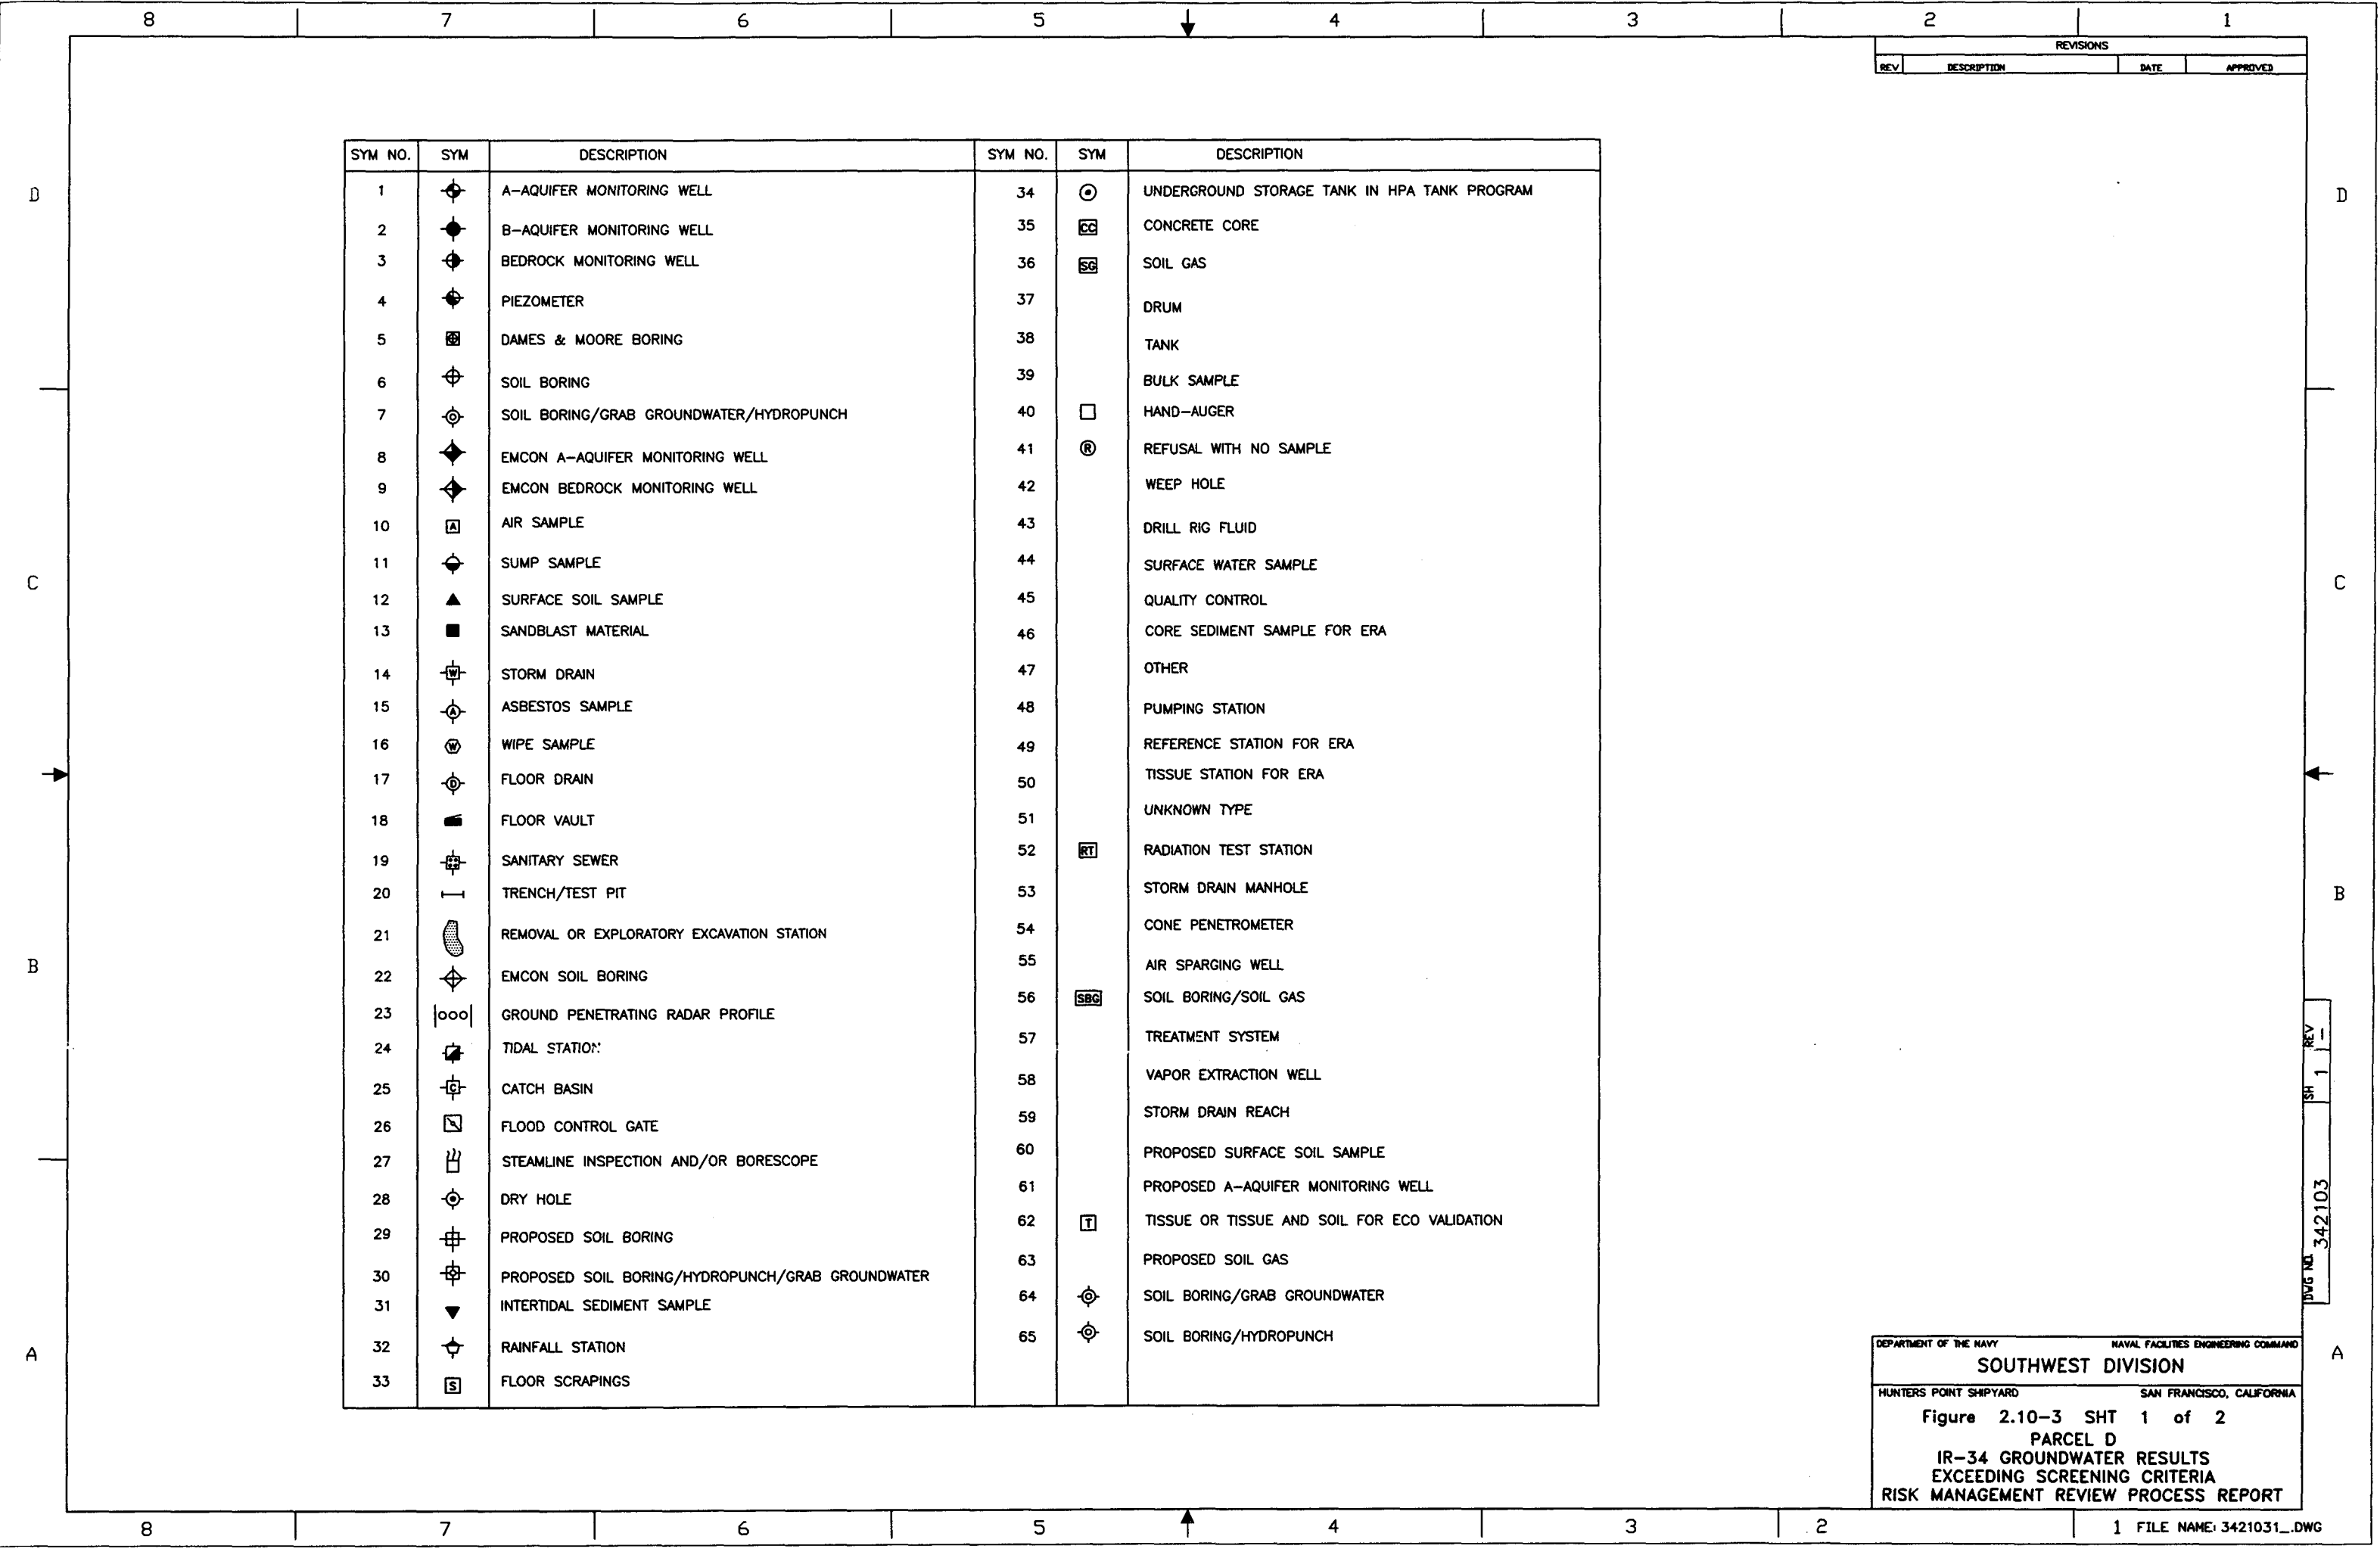 8 7 6 5 4 3 2 1
REVISIONS
REV DESCRIPTION DATE APPROVED
SYM NO. SYM DESCRIPTION
1 A-AQUIFER MONITORING WELL
2 B-AQUIFER MONITORING WELL
3 BEDROCK MONITORING WELL
4 PIEZOMETER
5 DAMES & MOORE BORING
6 SOIL BORING
7 SOIL BORING/GRAB GROUNDWATER/HYDROPUNCH
8 EMCON A-AQUIFER MONITORING WELL
9 EMCON BEDROCK MONITORING WELL
10 A AIR SAMPLE
11 SUMP SAMPLE
12 SURFACE SOIL SAMPLE
13 SANDBLAST MATERIAL
14 W STORM DRAIN
15 A ASBESTOS SAMPLE
16 W WIPE SAMPLE
17 D FLOOR DRAIN
18 FLOOR VAULT
19 SANITARY SEWER
20 TRENCH/TEST PIT
21 REMOVAL OR EXPLORATORY EXCAVATION STATION
22 EMCON SOIL BORING
23 |ooo| GROUND PENETRATING RADAR PROFILE
24 TIDAL STATION
25 C CATCH BASIN
26 FLOOD CONTROL GATE
27 STEAMLINE INSPECTION AND/OR BORESCOPE
28 DRY HOLE
29 PROPOSED SOIL BORING
30 PROPOSED SOIL BORING/HYDROPUNCH/GRAB GROUNDWATER
31 INTERTIDAL SEDIMENT SAMPLE
32 RAINFALL STATION
33 S FLOOR SCRAPINGS
SYM NO. SYM DESCRIPTION
34 UNDERGROUND STORAGE TANK IN HPA TANK PROGRAM
35 CC CONCRETE CORE
36 SG SOIL GAS
37 DRUM
38 TANK
39 BULK SAMPLE
40 HAND-AUGER
41 R REFUSAL WITH NO SAMPLE
42 WEEP HOLE
43 DRILL RIG FLUID
44 SURFACE WATER SAMPLE
45 QUALITY CONTROL
46 CORE SEDIMENT SAMPLE FOR ERA
47 OTHER
48 PUMPING STATION
49 REFERENCE STATION FOR ERA
50 TISSUE STATION FOR ERA
51 UNKNOWN TYPE
52 RT RADIATION TEST STATION
53 STORM DRAIN MANHOLE
54 CONE PENETROMETER
55 AIR SPARGING WELL
56 SBG SOIL BORING/SOIL GAS
57 TREATMENT SYSTEM
58 VAPOR EXTRACTION WELL
59 STORM DRAIN REACH
60 PROPOSED SURFACE SOIL SAMPLE
61 PROPOSED A-AQUIFER MONITORING WELL
62 T TISSUE OR TISSUE AND SOIL FOR ECO VALIDATION
63 PROPOSED SOIL GAS
64 SOIL BORING/GRAB GROUNDWATER
65 SOIL BORING/HYDROPUNCH
D
C
B
A
D
C
B
A
REV -
SH 1
DWG NO. 342103
DEPARTMENT OF THE NAVY NAVAL FACILITIES ENGINEERING COMMAND
SOUTHWEST DIVISION
HUNTERS POINT SHIPYARD SAN FRANCISCO, CALIFORNIA
Figure 2.10-3 SHT 1 of 2
PARCEL D
IR-34 GROUNDWATER RESULTS
EXCEEDING SCREENING CRITERIA
RISK MANAGEMENT REVIEW PROCESS REPORT
8 7 6 5 4 3 2 1 FILE NAME: 3421031_.DWG